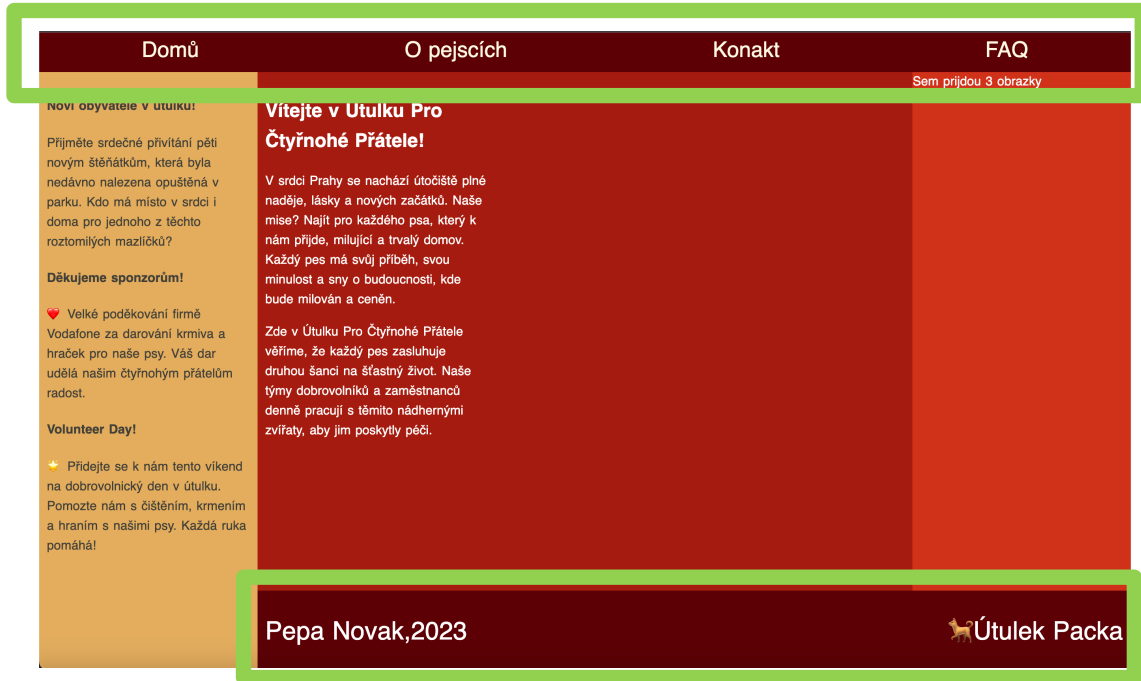 Domů
O pejscích
Konakt
FAQ
Noví obyvatelé v útulku!
Přijměte srdečné přivítání pěti
novým štěňátkům, která byla
nedávno nalezena opuštěná v
parku. Kdo má místo v srdci i
doma pro jednoho z těchto
roztomilých mazlíčků?
Děkujeme sponzorům!
❤️ Velké poděkování firmě
Vodafone za darování krmiva a
hraček pro naše psy. Váš dar
udělá našim čtyřnohým přátelům
radost.
Volunteer Day!
🌟 Přidejte se k nám tento víkend
na dobrovolnický den v útulku.
Pomozte nám s čištěním, krmením
a hraním s našimi psy. Každá ruka
pomáhá!
Vítejte v Útulku Pro
Čtyřnohé Přátele!
V srdci Prahy se nachází útočiště plné
naděje, lásky a nových začátků. Naše
mise? Najít pro každého psa, který k
nám přijde, milující a trvalý domov.
Každý pes má svůj příběh, svou
minulost a sny o budoucnosti, kde
bude milován a ceněn.
Zde v Útulku Pro Čtyřnohé Přátele
věříme, že každý pes zasluhuje
druhou šanci na šťastný život. Naše
týmy dobrovolníků a zaměstnanců
denně pracují s těmito nádhernými
zvířaty, aby jim poskytly péči.
Sem prijdou 3 obrazky
Pepa Novak,2023
🐕Útulek Packa